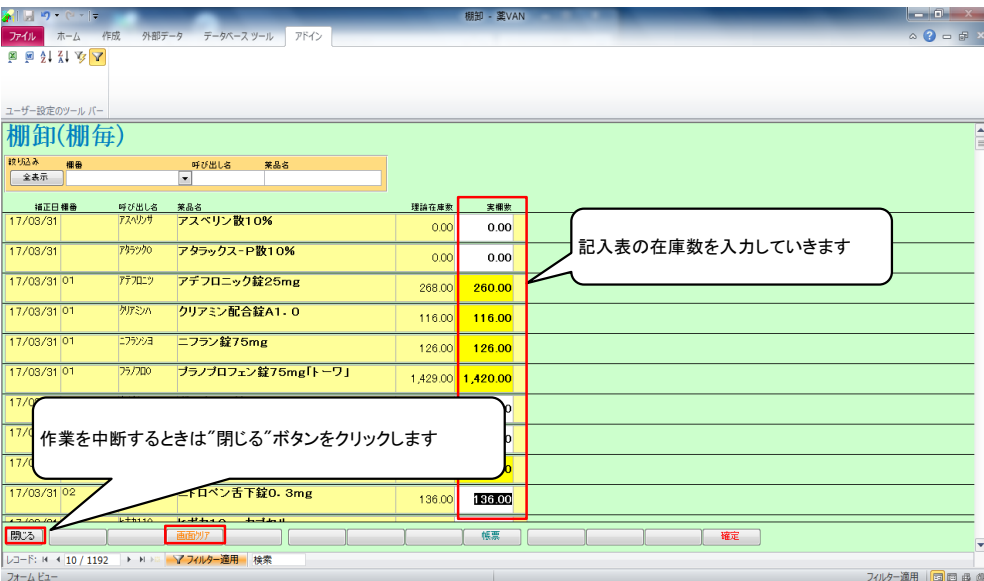 棚卸 - 薬VAN
ファイル ホーム 作成 外部データ データベース ツール アドイン
ユーザー設定のツール バー
棚卸(棚毎)
絞り込み 棚番 呼び出し名 薬品名
全表示
補正日 棚番 呼び出し名 薬品名 理論在庫数 実棚数
17/03/31 アスベリンサ アスベリン散10% 0.00 0.00
17/03/31 アタラツクO アタラックス-P散10% 0.00 0.00
17/03/31 01 アデフロニツ アデフロニック錠25mg 268.00 260.00
17/03/31 01 クリアミンハ クリアミン配合錠A1.0 116.00 116.00
17/03/31 01 ニフランジヨ ニフラン錠75mg 126.00 126.00
17/03/31 01 プラノプロ プラノプロフェン錠75mg「トーワ」 1,429.00 1,420.00
17/03/31 02 ニトロペン舌下錠0.3mg 136.00 136.00
記入表の在庫数を入力していきます
作業を中断するときは"閉じる"ボタンをクリックします
閉じる 画面クリア 帳票 確定
レコード: 10 / 1192 フィルター適用 検索
フォーム ビュー フィルター適用